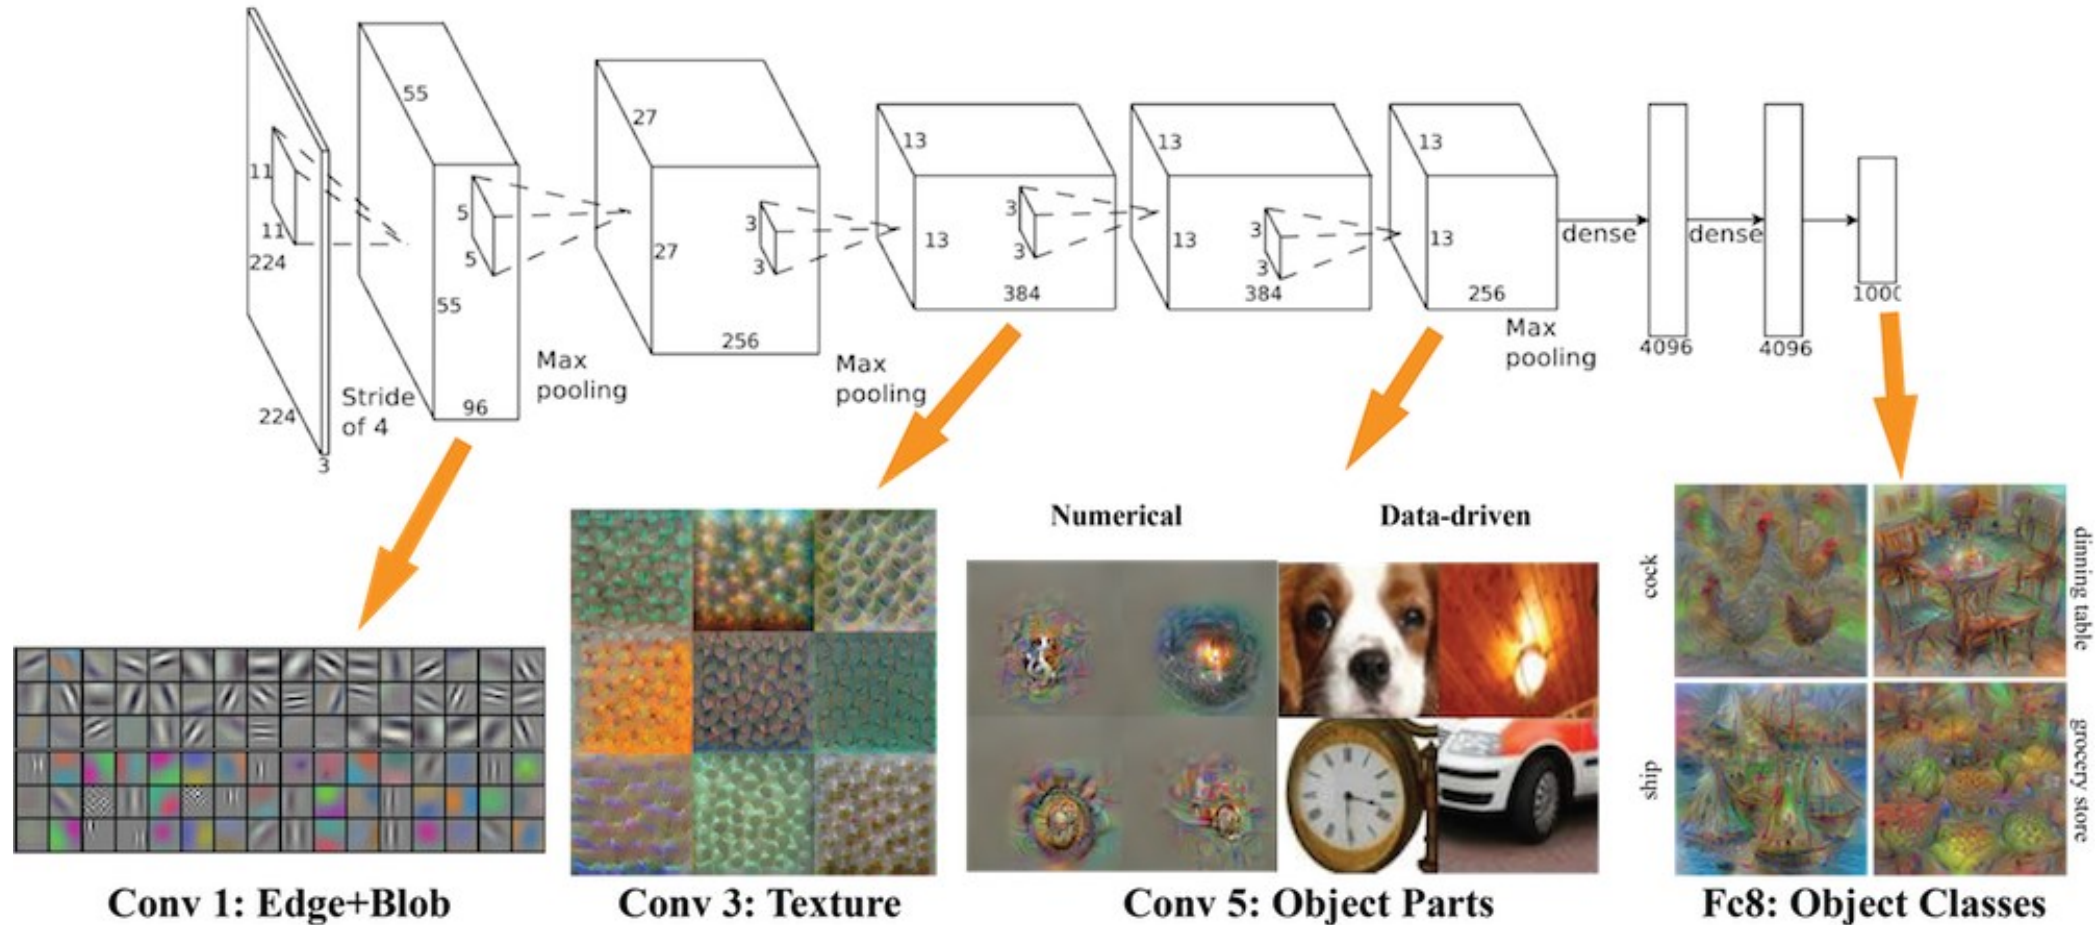 55
27
13
13
13
11
11
224
5
5
55
3
3
27
3
3
13
3
3
13
13
dense
dense
224
3
Stride
of 4
96
Max
pooling
256
Max
pooling
384
384
256
Max
pooling
4096
4096
1000
Numerical
Data-driven
cock
dinning table
ship
grocery store
Conv 1: Edge+Blob
Conv 3: Texture
Conv 5: Object Parts
Fc8: Object Classes